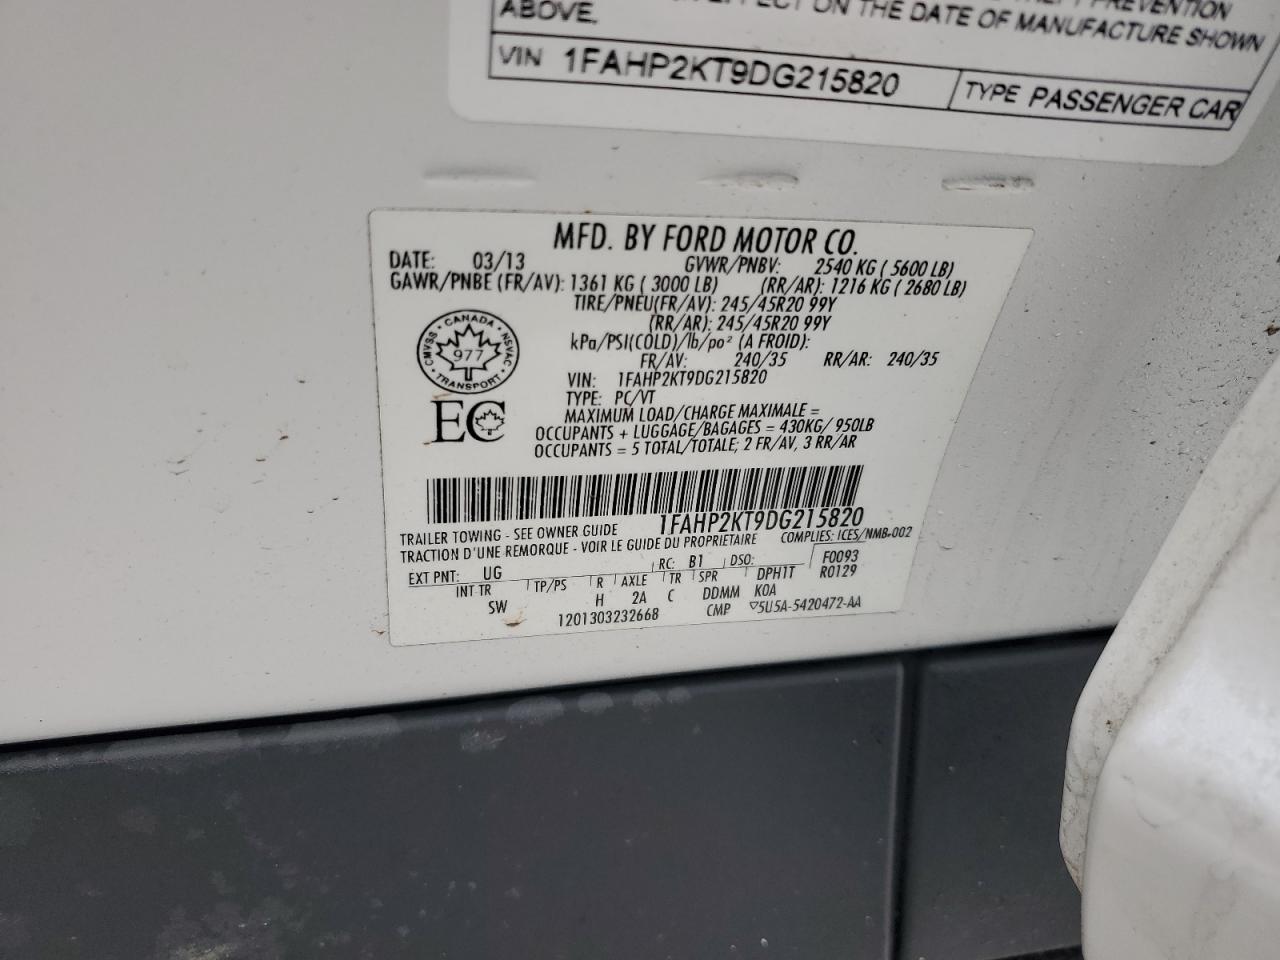 PREVENTION
EFFECT ON THE DATE OF MANUFACTURE SHOWN
ABOVE.
VIN 1FAHP2KT9DG215820 TYPE PASSENGER CAR
MFD. BY FORD MOTOR CO.
DATE: 03/13 GVWR/PNBV: 2540 KG ( 5600 LB)
GAWR/PNBE (FR/AV): 1361 KG ( 3000 LB) (RR/AR): 1216 KG ( 2680 LB)
TIRE/PNEU(FR/AV): 245/45R20 99Y
(RR/AR): 245/45R20 99Y
kPa/PSI(COLD)/lb/po² (A FROID):
FR/AV: 240/35 RR/AR: 240/35
VIN: 1FAHP2KT9DG215820
TYPE: PC/VT
MAXIMUM LOAD/CHARGE MAXIMALE =
OCCUPANTS + LUGGAGE/BAGAGES = 430KG/ 950LB
OCCUPANTS = 5 TOTAL/TOTALE; 2 FR/AV, 3 RR/AR
CANADA
CMVSS 977 NSVAC
TRANSPORT
EC
1FAHP2KT9DG215820
TRAILER TOWING - SEE OWNER GUIDE COMPLIES: ICES/NMB-002
TRACTION D'UNE REMORQUE - VOIR LE GUIDE DU PROPRIÉTAIRE
EXT PNT: UG RC: B1 DSO: F0093
INT TR TP/PS R AXLE TR SPR DPH1T R0129
SW H 2A C DDMM K0A
1201303232668 CMP ▽5U5A-5420472-AA